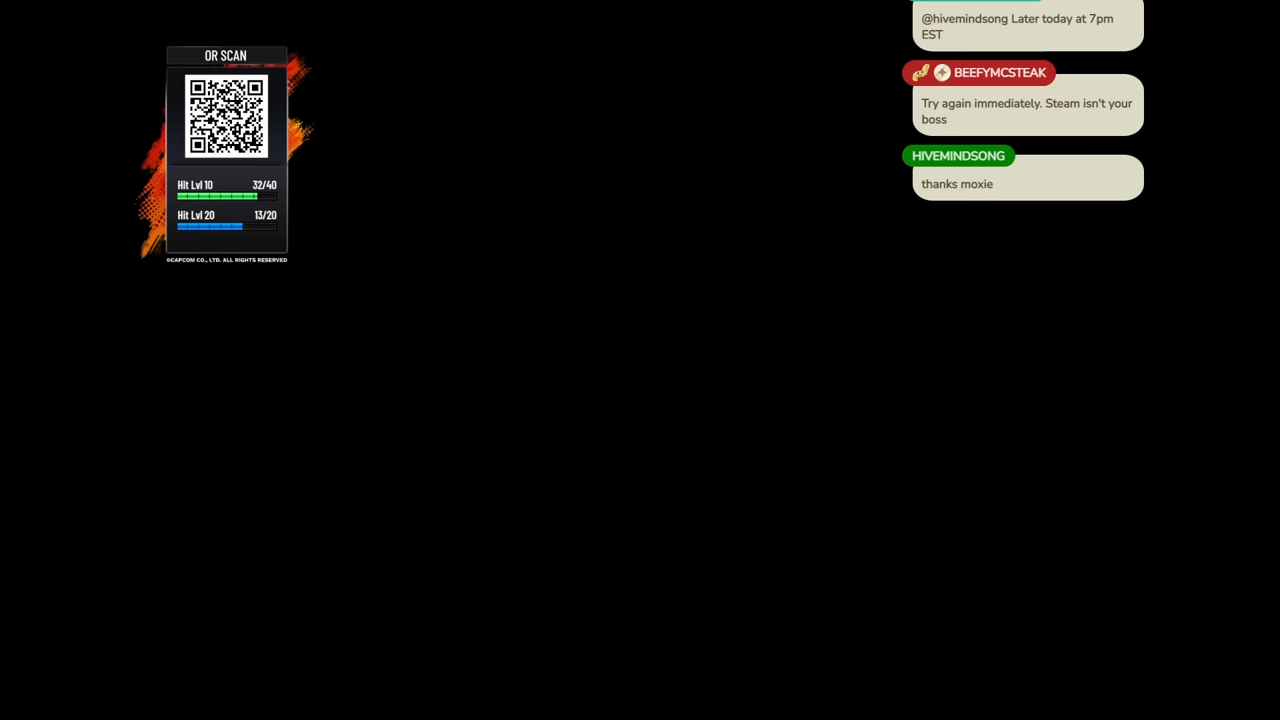 OR SCAN
Hit Lvl 10 32/40
Hit Lvl 20 13/20
©CAPCOM CO., LTD. ALL RIGHTS RESERVED
@hivemindsong Later today at 7pm
EST
BEEFYMCSTEAK
Try again immediately. Steam isn't your
boss
HIVEMINDSONG
thanks moxie